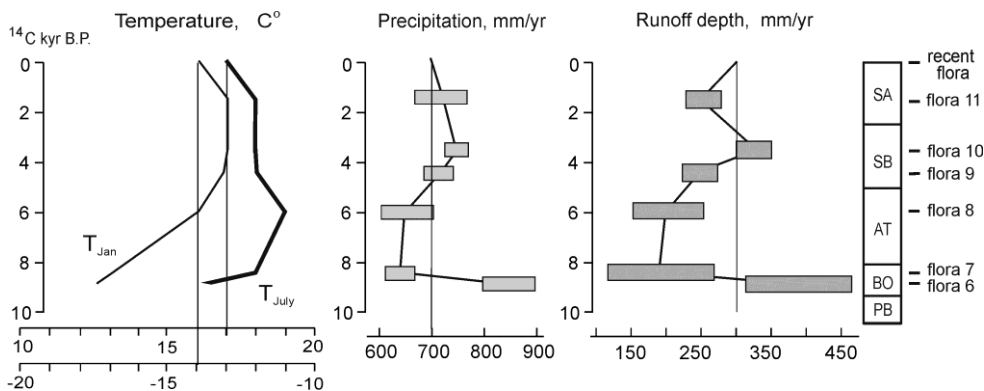 Temperature, C°
Precipitation, mm/yr
Runoff depth, mm/yr
14C kyr B.P.
0
2
4
6
8
10
TJan
TJuly
10
15
20
-20
-15
-10
0
2
4
6
8
10
600 700 800 900
0
2
4
6
8
10
150 250 350 450
SA
SB
AT
BO
PB
recent
flora
flora 11
flora 10
flora 9
flora 8
flora 7
flora 6